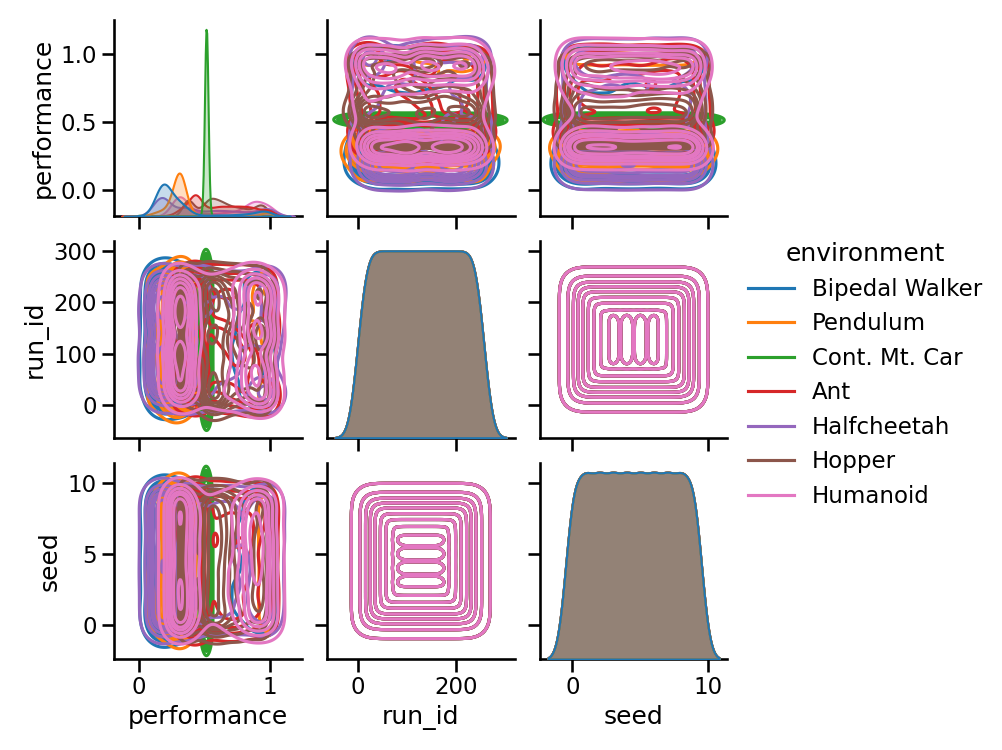 performance
1.0
0.5
0.0
run_id
300
200
100
0
seed
10
5
0
0 1
performance
0 200
run_id
0 10
seed
environment
Bipedal Walker
Pendulum
Cont. Mt. Car
Ant
Halfcheetah
Hopper
Humanoid